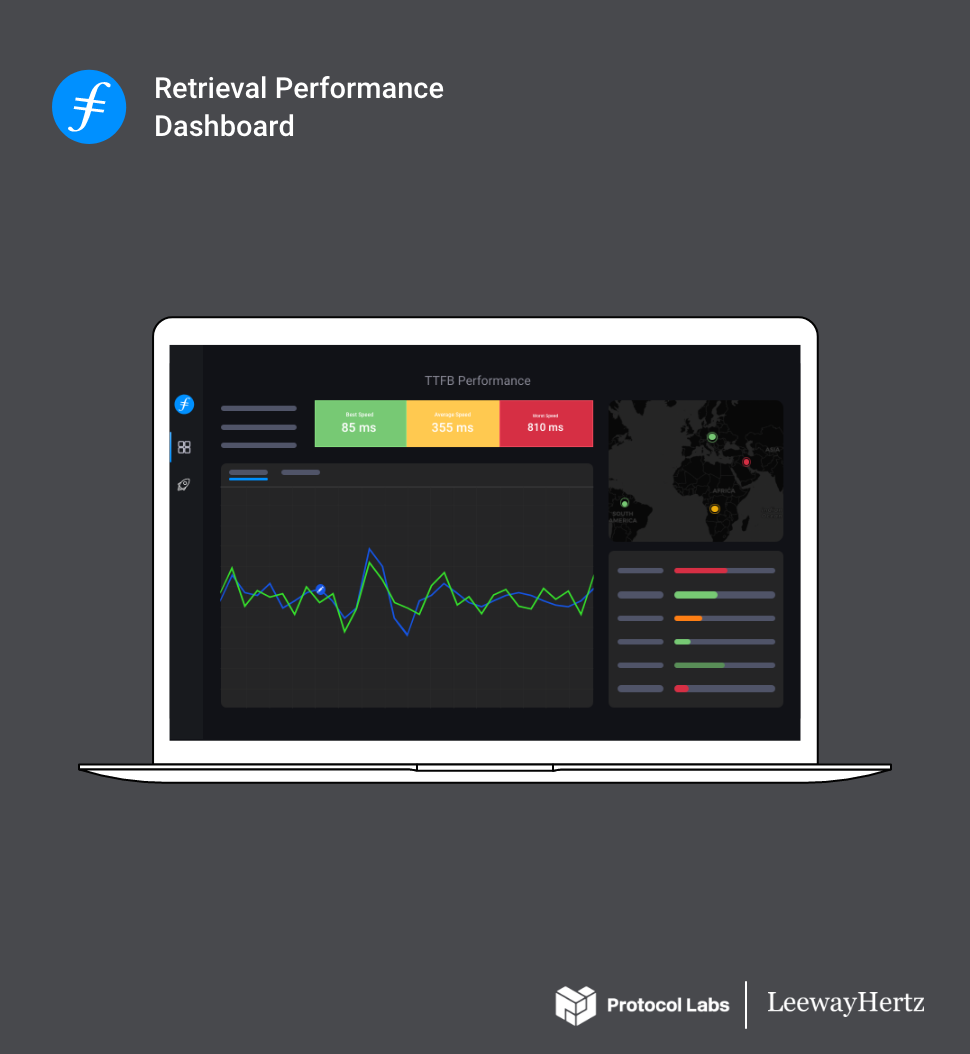 Retrieval Performance
Dashboard
TTFB Performance
Best Speed
85 ms
Average Speed
355 ms
Worst Speed
810 ms
ASIA
AFRICA
SOUTH
AMERICA
Protocol Labs
LeewayHertz